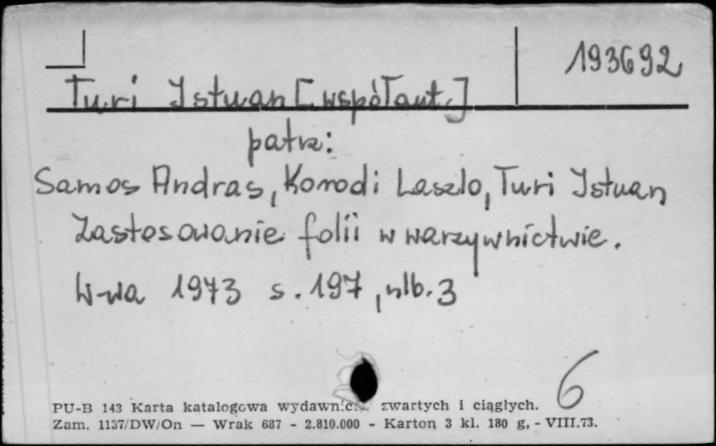 193692
Turi Istvan [współaut.]
patrz:
Samos Andras, Korodi Laszlo, Turi Istvan
Zastosowanie folii w warzywnictwie.
W-wa 1973 s. 197, nlb. 3
6
PU-B 143 Karta katalogowa zwartych i ciągłych.
Zam. 1137/DW/On — Wrak 687 - 2.810.000 - Karton 3 kl. 180 g, - VIII.73.